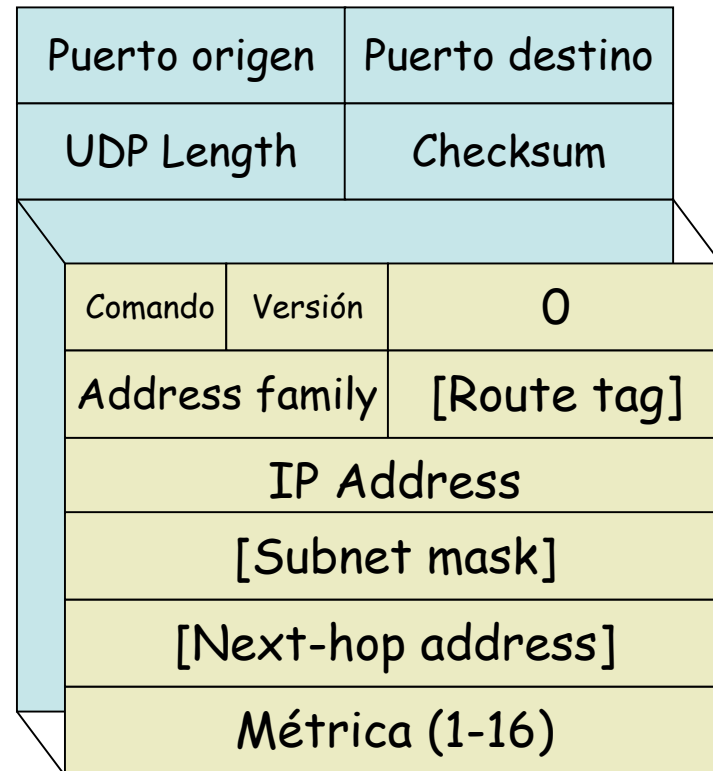 Puerto origen Puerto destino
UDP Length Checksum
Comando Versión 0
Address family [Route tag]
IP Address
[Subnet mask]
[Next-hop address]
Métrica (1-16)